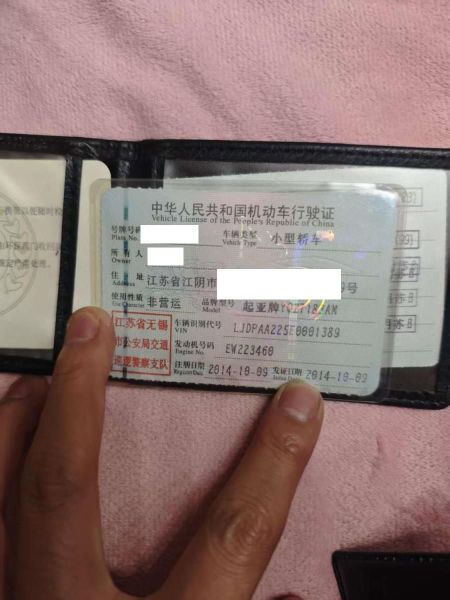 中华人民共和国机动车行驶证
Vehicle License of the People's Republic of China
号牌号码
Plate No.
车辆类型 小型轿车
Vehicle Type
所有人
Owner
住址 江苏省江阴市 9号
Address
使用性质 非营运
Use Character
品牌型号 起亚牌
Model
江苏省无锡
市公安局交通
巡逻警察支队
车辆识别代号 LJDPAA22SE0001389
VIN
发动机号码 EW223460
Engine No.
注册日期 2014-10-09
Register Date
发证日期 2014-10-09
Issue Date